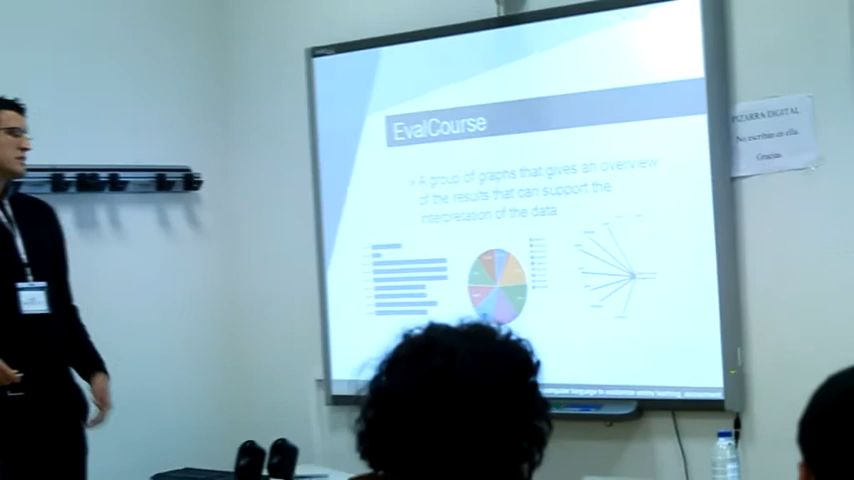 EvalCourse
A group of graphs that gives an overview
of the results that can support the
interpretation of the data
PIZARRA DIGITAL
No escriban en ella.
Gracias